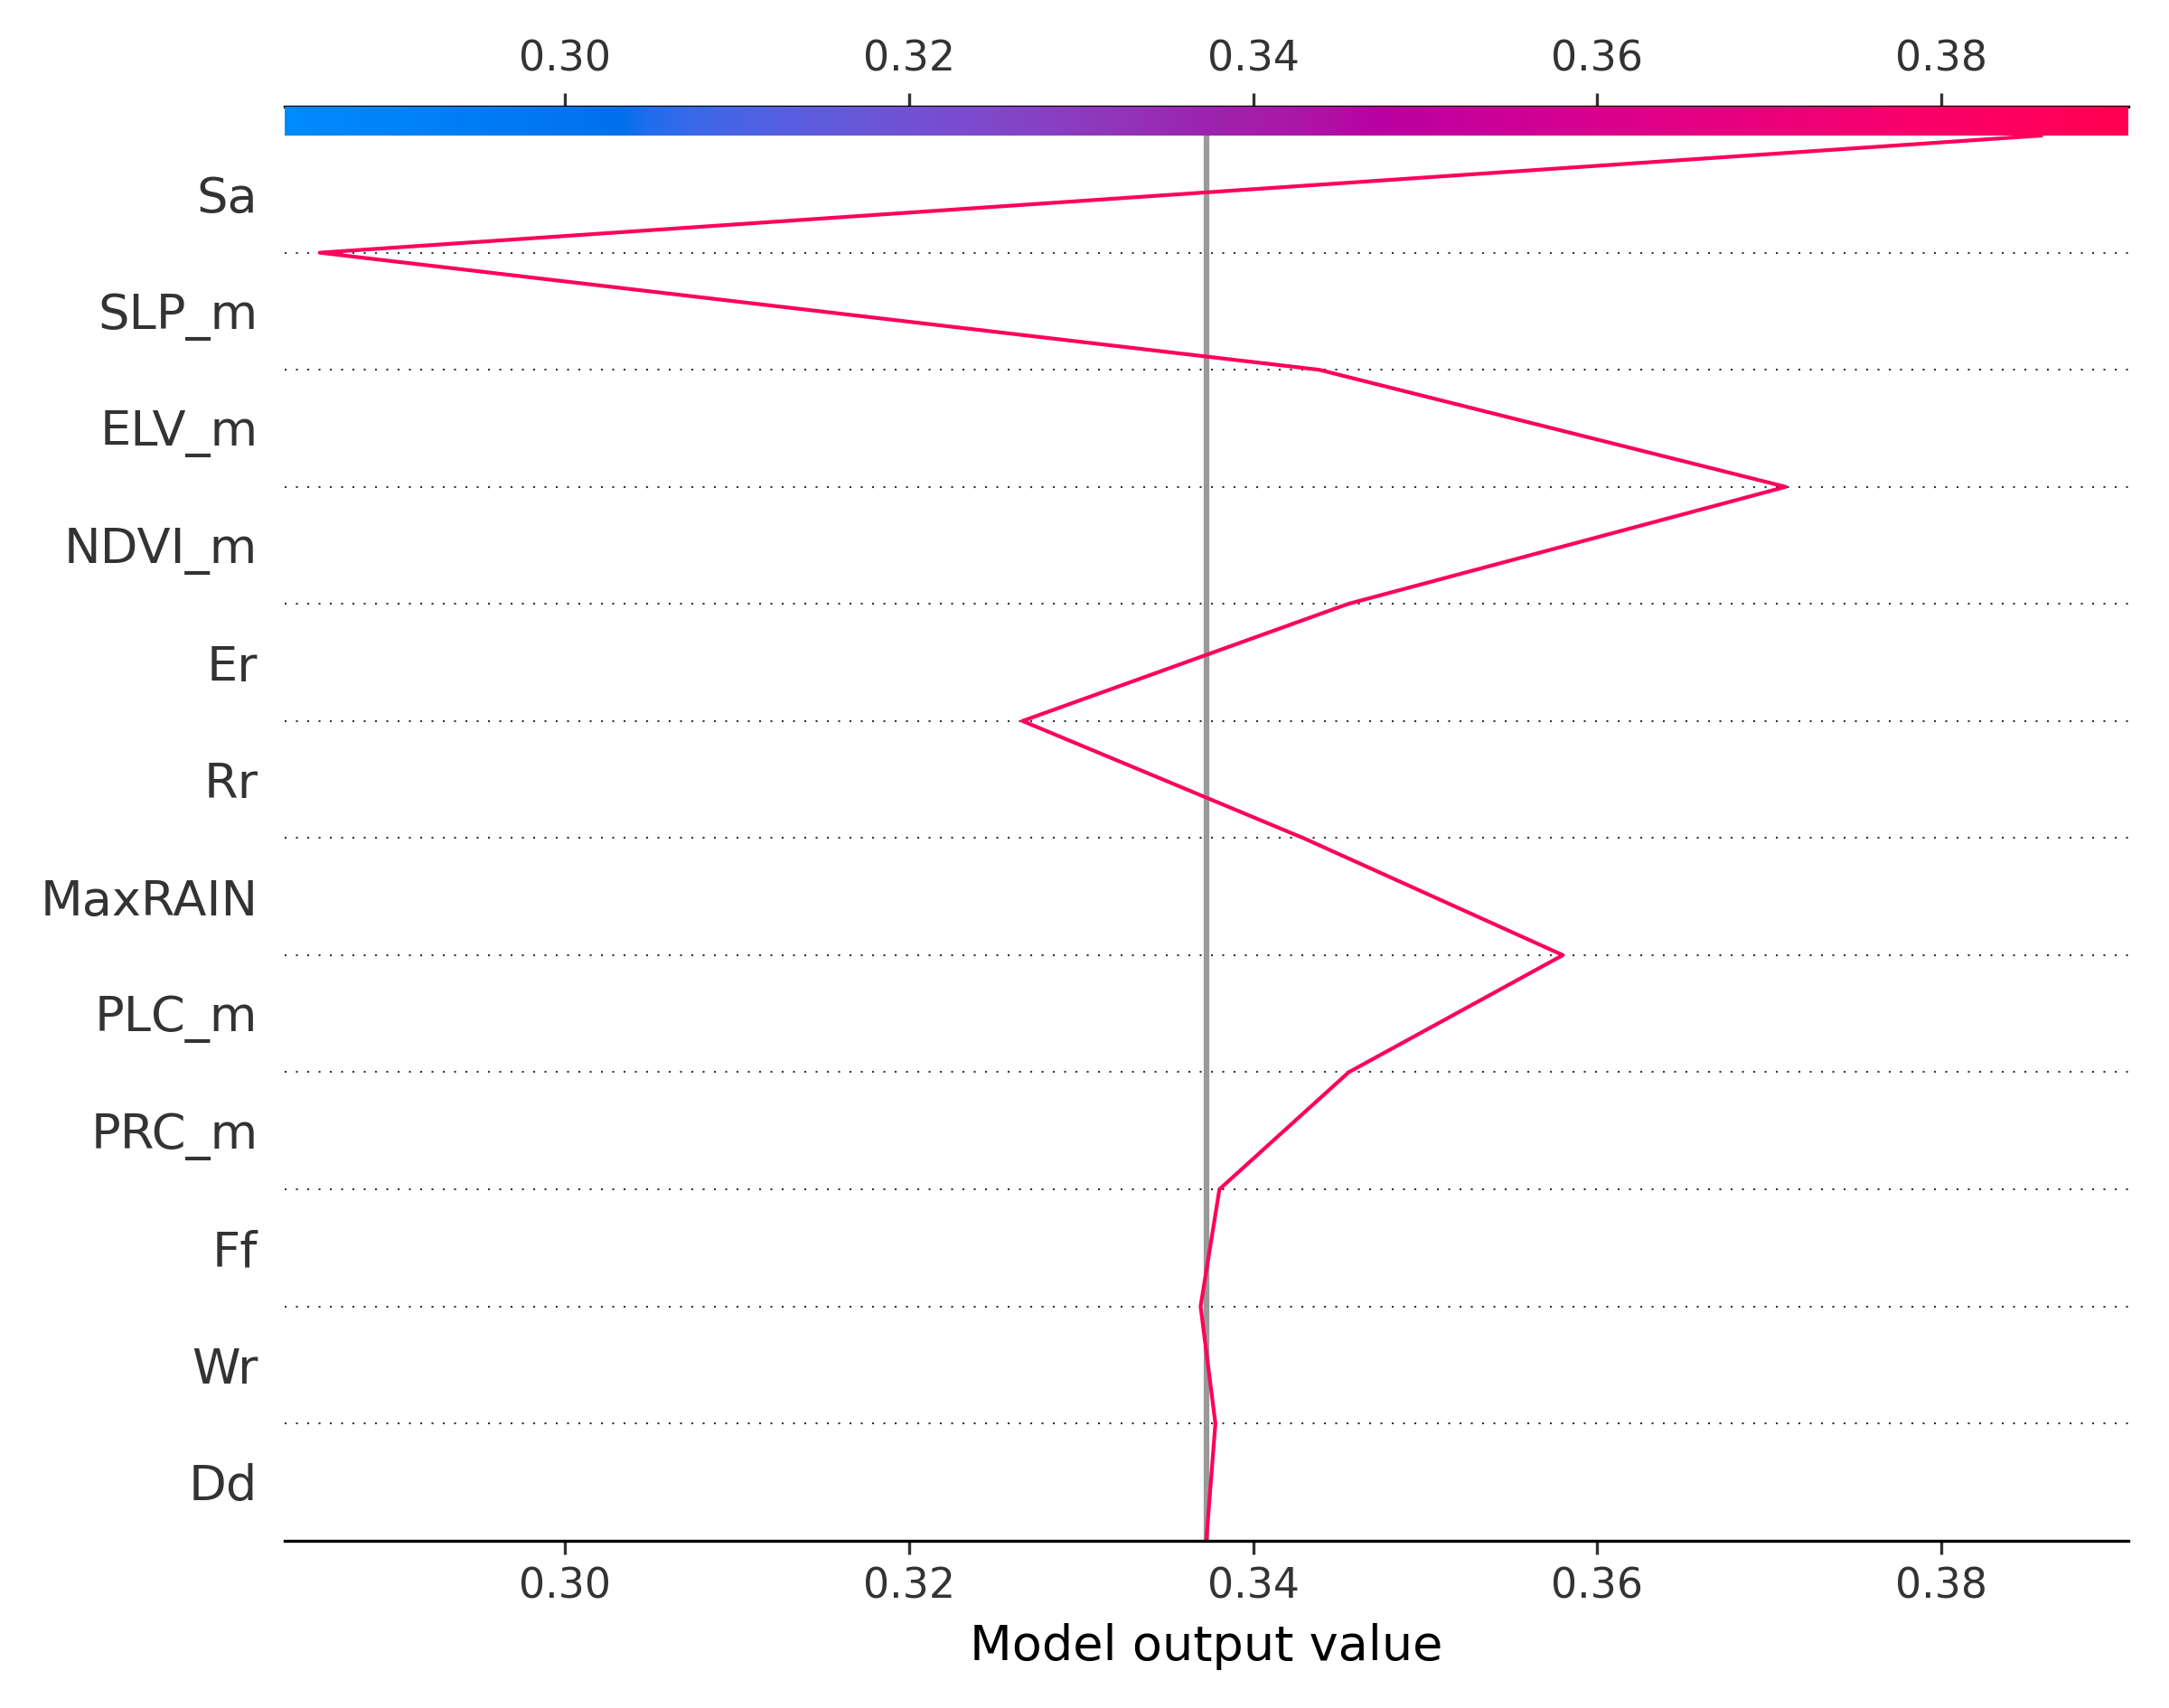 0.30 0.32 0.34 0.36 0.38
Sa
SLP_m
ELV_m
NDVI_m
Er
Rr
MaxRAIN
PLC_m
PRC_m
Ff
Wr
Dd
0.30 0.32 0.34 0.36 0.38
Model output value